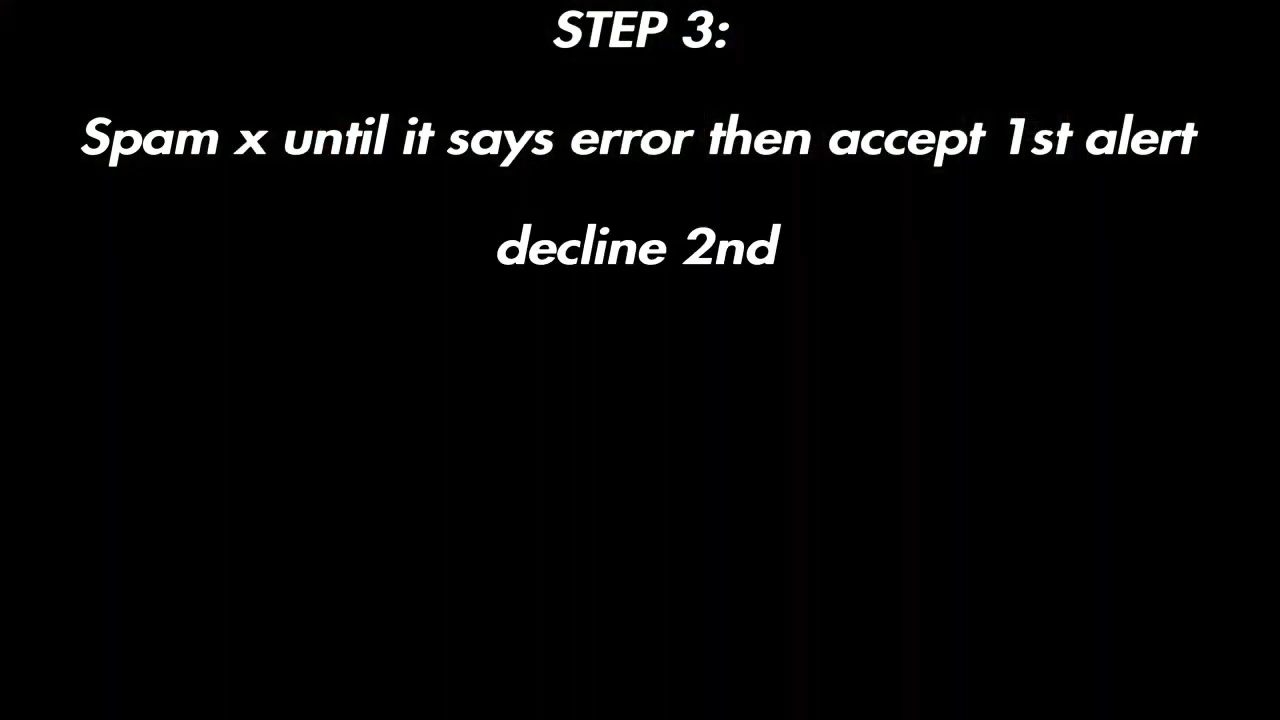 STEP 3:
Spam x until it says error then accept 1st alert
decline 2nd